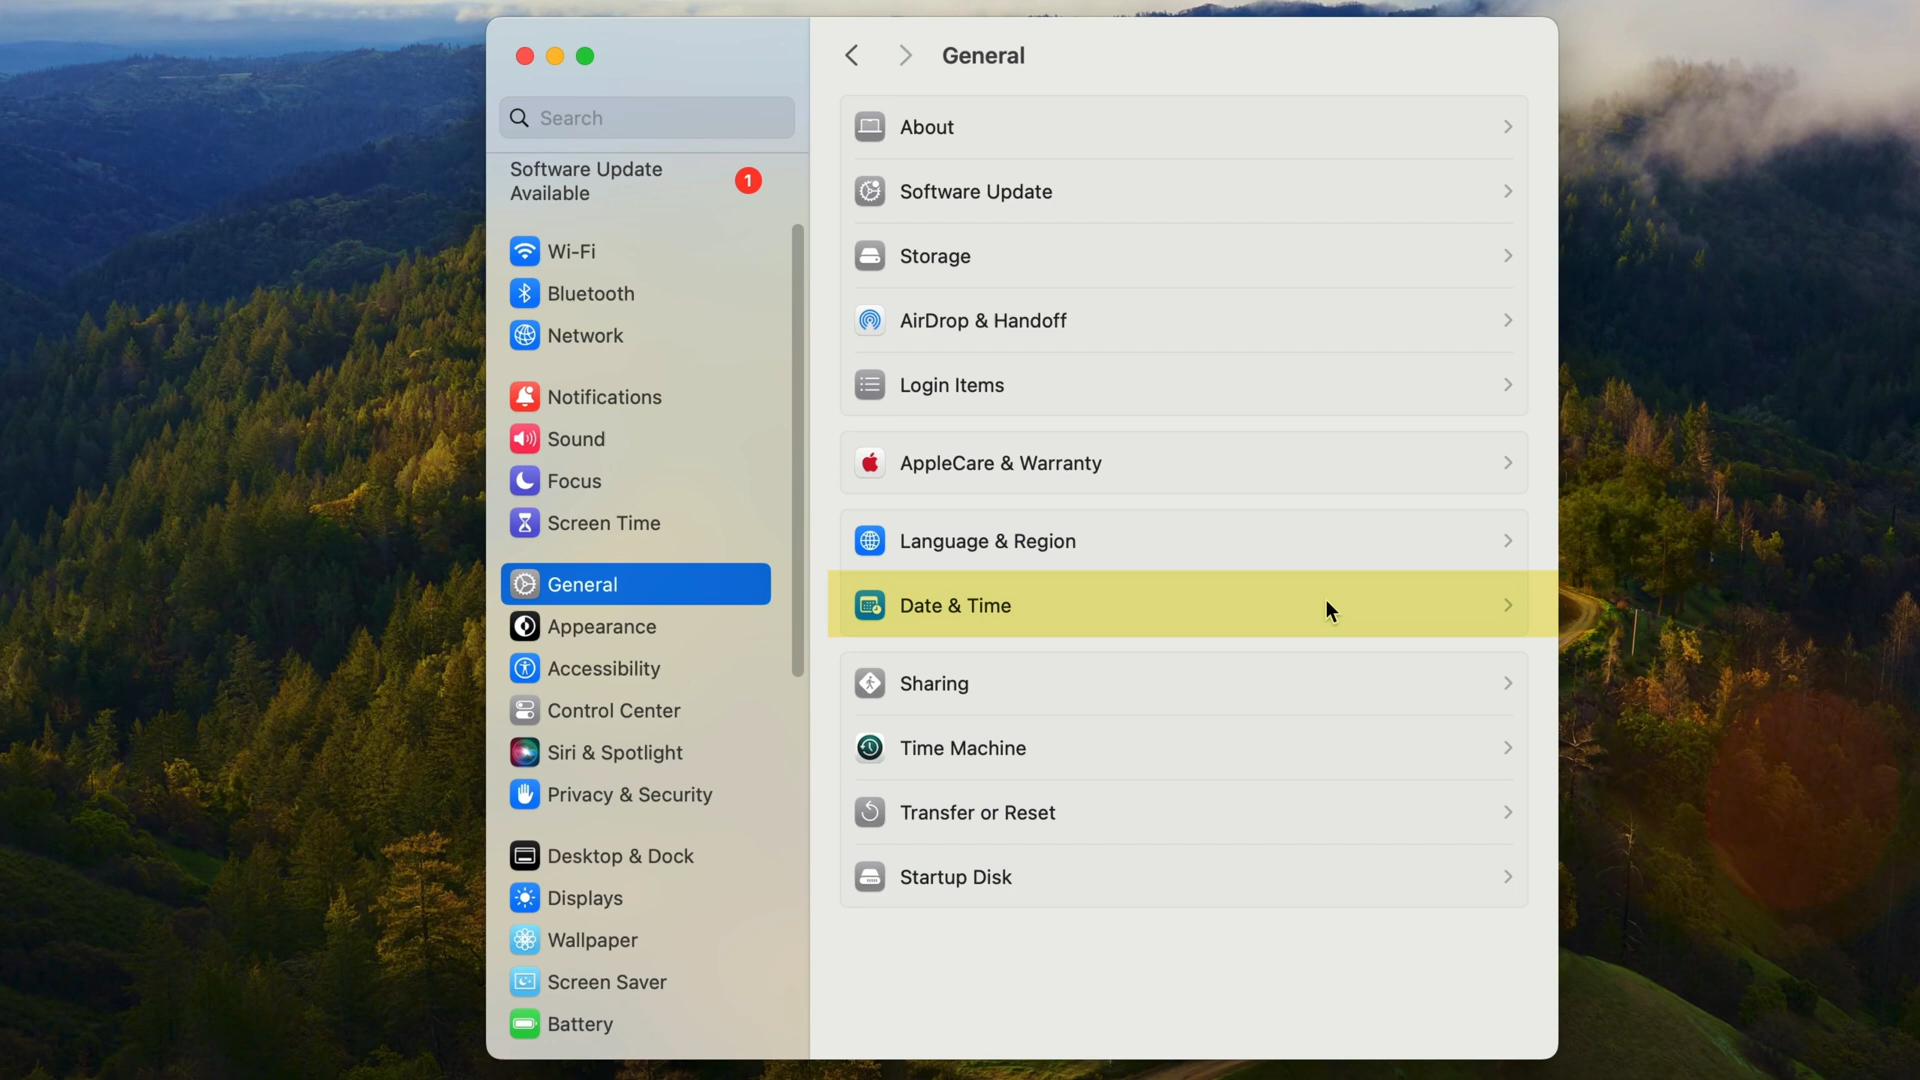 General
Search
Software Update
Available
1
Wi-Fi
Bluetooth
Network
Notifications
Sound
Focus
Screen Time
General
Appearance
Accessibility
Control Center
Siri & Spotlight
Privacy & Security
Desktop & Dock
Displays
Wallpaper
Screen Saver
Battery
About
Software Update
Storage
AirDrop & Handoff
Login Items
AppleCare & Warranty
Language & Region
Date & Time
Sharing
Time Machine
Transfer or Reset
Startup Disk